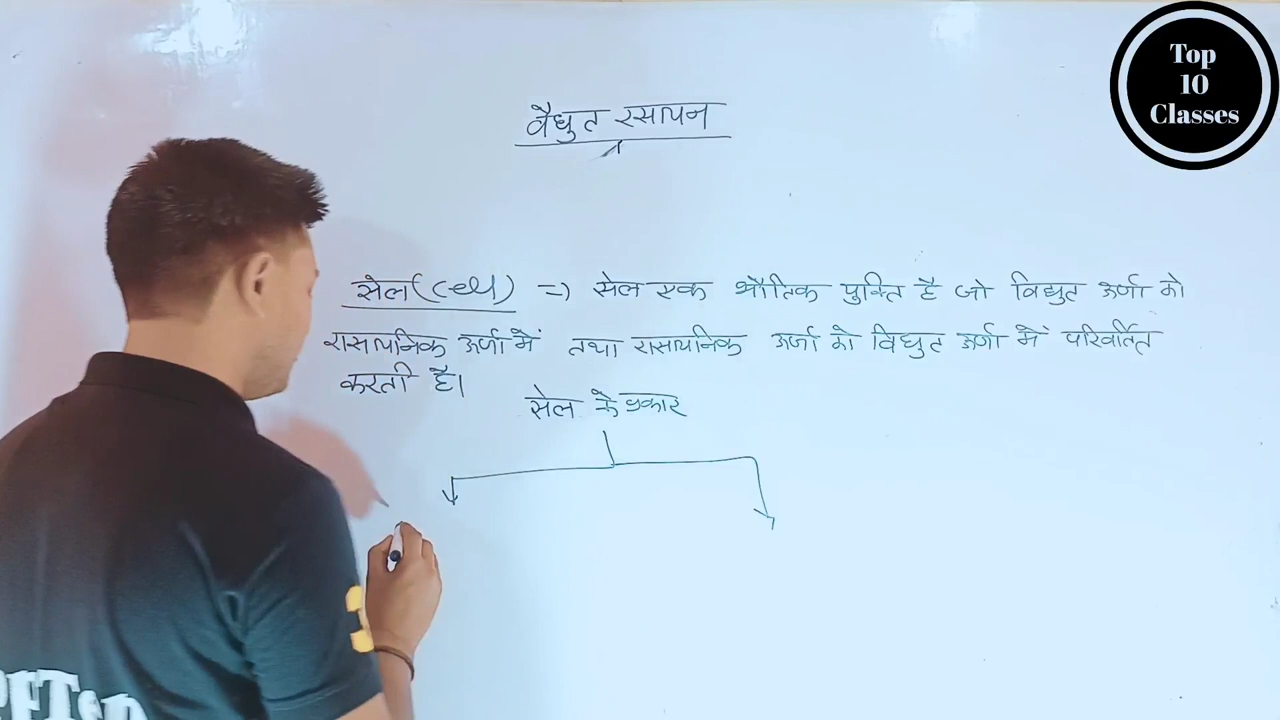 Top
10
Classes
वैधुत रसायन
सेल (cell) => सेल एक भौतिक युक्ति है जो विधुत ऊर्जा को
रासायनिक ऊर्जा में तथा रासायनिक ऊर्जा को विधुत ऊर्जा में परिवर्तित
करती है।
सेल के प्रकार